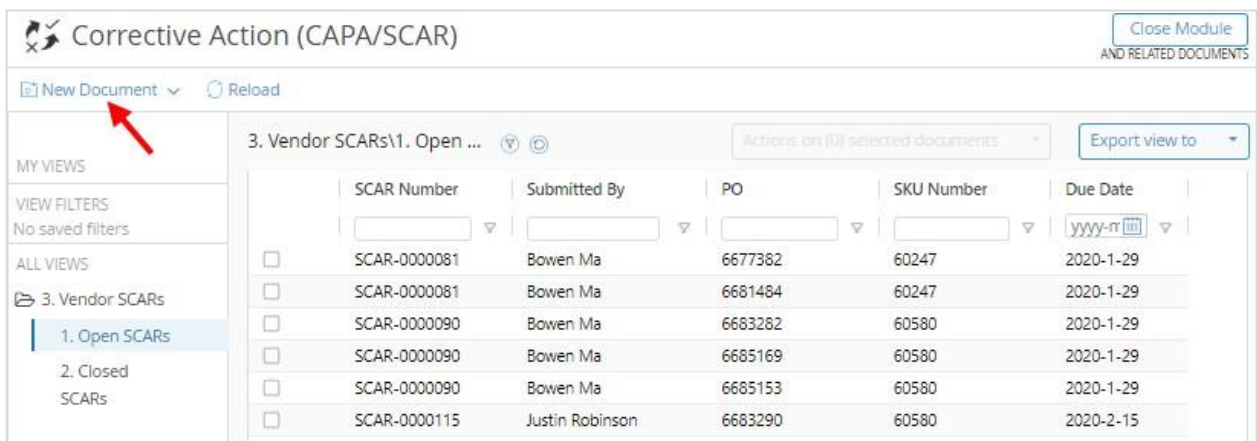 Corrective Action (CAPA/SCAR)
Close Module
AND RELATED DOCUMENTS
New Document
Reload
MY VIEWS
VIEW FILTERS
No saved filters
ALL VIEWS
3. Vendor SCARs
1. Open SCARs
2. Closed
SCARs
3. Vendor SCARs\1. Open ...
Actions on (0) selected documents
Export view to
SCAR Number Submitted By PO SKU Number Due Date
yyyy-m
SCAR-0000081 Bowen Ma 6677382 60247 2020-1-29
SCAR-0000081 Bowen Ma 6681484 60247 2020-1-29
SCAR-0000090 Bowen Ma 6683282 60580 2020-1-29
SCAR-0000090 Bowen Ma 6685169 60580 2020-1-29
SCAR-0000090 Bowen Ma 6685153 60580 2020-1-29
SCAR-0000115 Justin Robinson 6683290 60580 2020-2-15